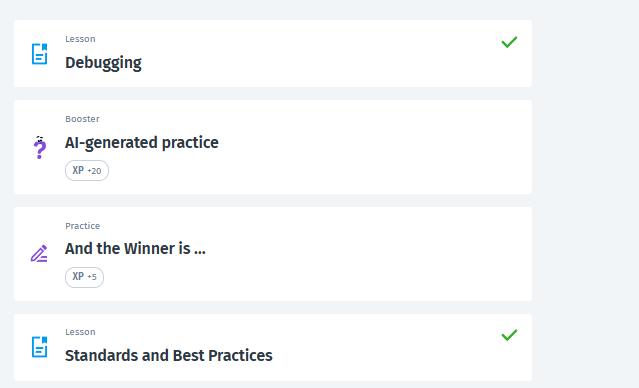 Lesson
Debugging
Booster
AI-generated practice
XP +20
Practice
And the Winner is ...
XP +5
Lesson
Standards and Best Practices